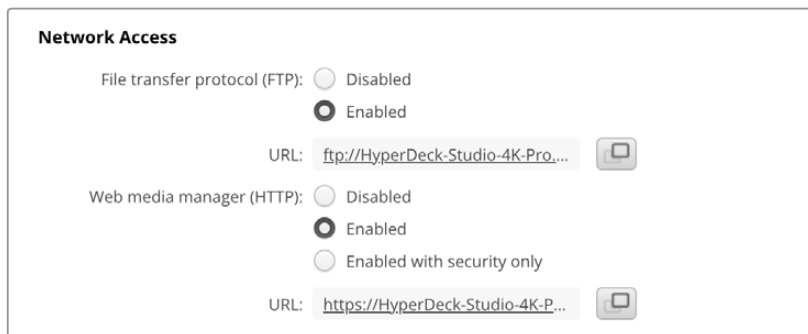 Network Access
File transfer protocol (FTP): Disabled
Enabled
URL: ftp://HyperDeck-Studio-4K-Pro....
Web media manager (HTTP): Disabled
Enabled
Enabled with security only
URL: https://HyperDeck-Studio-4K-P...